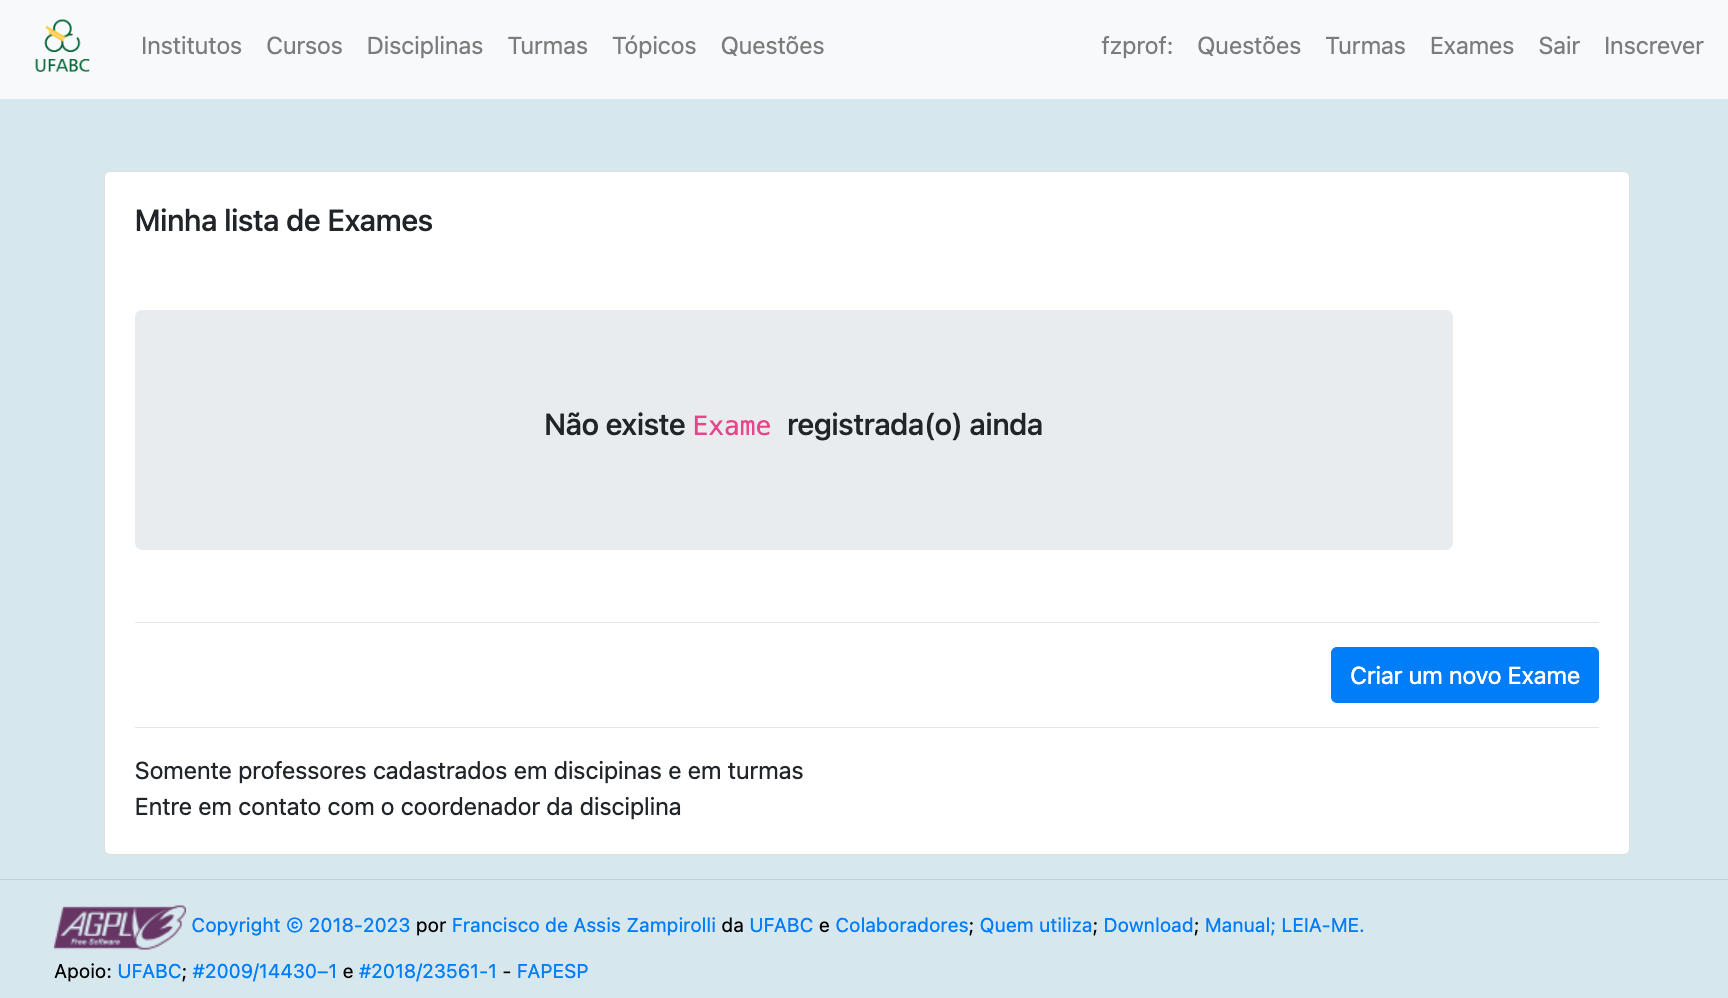 UFABC
Institutos Cursos Disciplinas Turmas Tópicos Questões fzprof: Questões Turmas Exames Sair Inscrever
Minha lista de Exames
Não existe Exame registrada(o) ainda
Criar um novo Exame
Somente professores cadastrados em discipinas e em turmas
Entre em contato com o coordenador da disciplina
AGPLV3 Free Software Copyright © 2018-2023 por Francisco de Assis Zampirolli da UFABC e Colaboradores; Quem utiliza; Download; Manual; LEIA-ME.
Apoio: UFABC; #2009/14430–1 e #2018/23561-1 - FAPESP